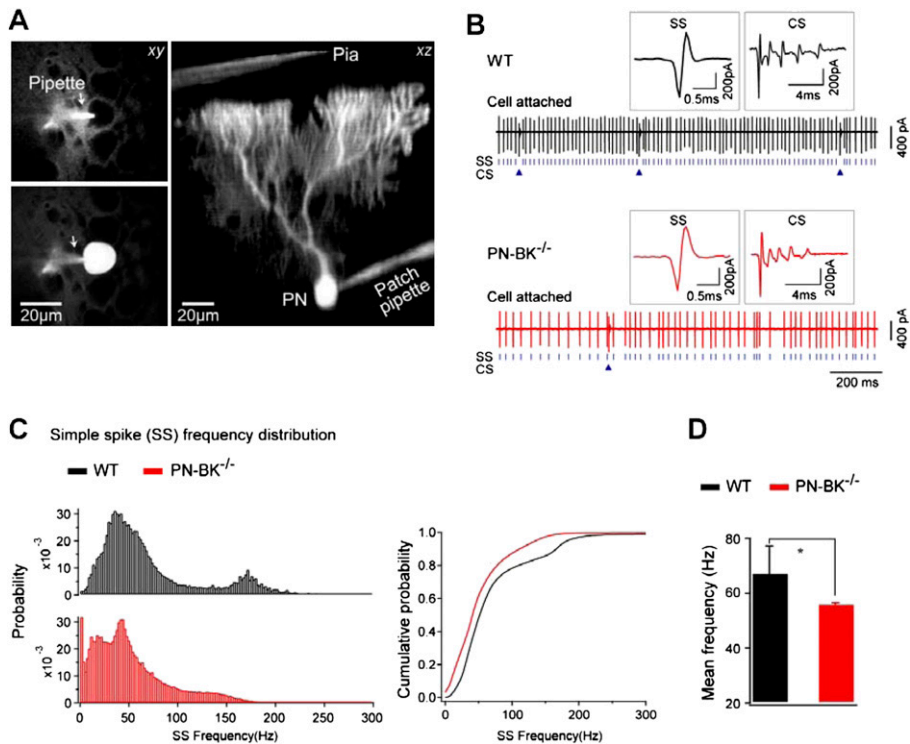 A
xy
Pipette
20µm
xz
Pia
PN
Patch
pipette
20µm
B
WT
SS
0.5ms
200pA
CS
4ms
200pA
Cell attached
400 pA
SS
CS
PN-BK-/-
SS
0.5ms
200pA
CS
4ms
200pA
Cell attached
400 pA
SS
CS
200 ms
C
Simple spike (SS) frequency distribution
WT
PN-BK-/-
Probability
x10-3
30
20
10
0
x10-3
30
20
10
0
0
50
100
150
200
300
SS Frequency(Hz)
Cumulative probability
1.0
0.8
0.6
0.4
0.2
0.0
0
100
200
300
SS Frequency(Hz)
D
WT
PN-BK-/-
Mean frequency (Hz)
80
60
40
20
*